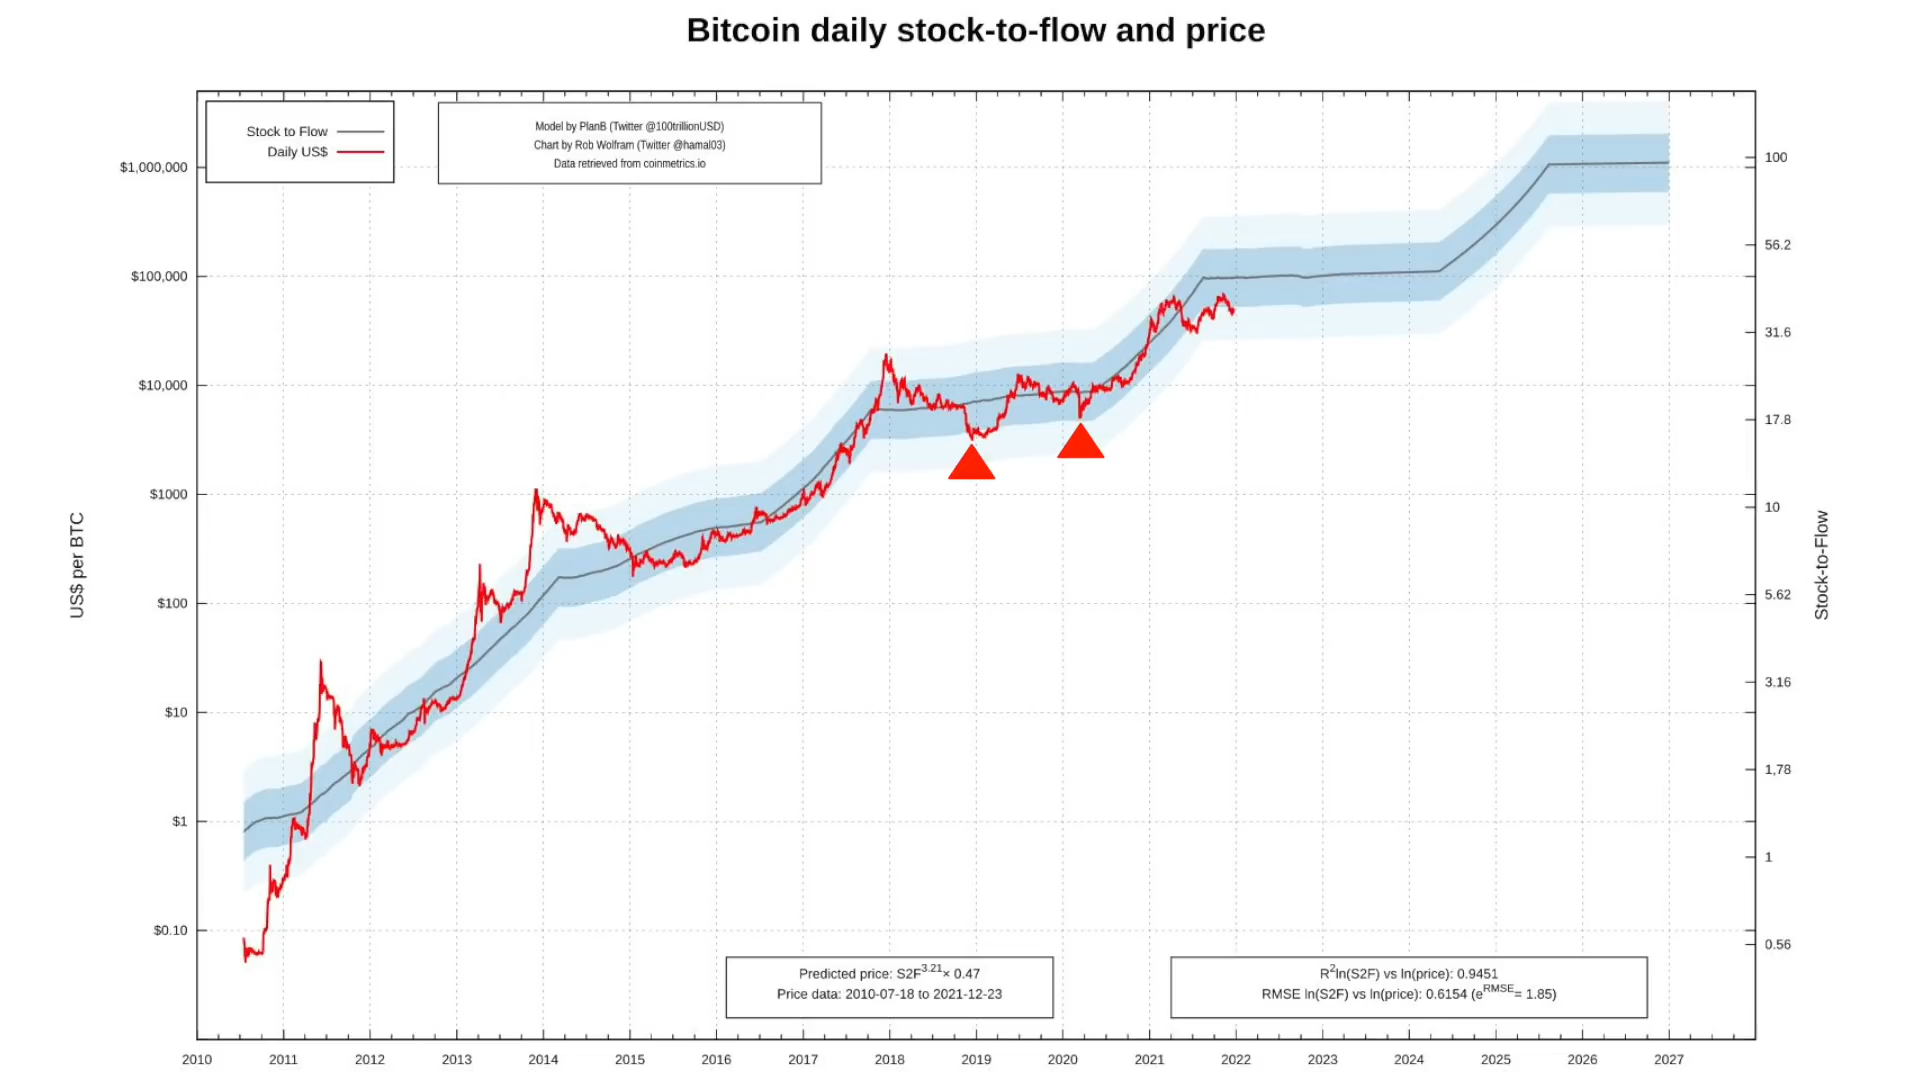 Bitcoin daily stock-to-flow and price
Stock to Flow
Daily US$
Model by PlanB (Twitter @100trillionUSD)
Chart by Rob Wolfram (Twitter @hamal03)
Data retrieved from coinmetrics.io
$1,000,000
$100,000
$10,000
$1000
$100
$10
$1
$0.10
US$ per BTC
100
56.2
31.6
17.8
10
5.62
3.16
1.78
1
0.56
Stock-to-Flow
Predicted price: S2F^3.21 × 0.47
Price data: 2010-07-18 to 2021-12-23
R^2 ln(S2F) vs ln(price): 0.9451
RMSE ln(S2F) vs ln(price): 0.6154 (e^RMSE = 1.85)
2010 2011 2012 2013 2014 2015 2016 2017 2018 2019 2020 2021 2022 2023 2024 2025 2026 2027